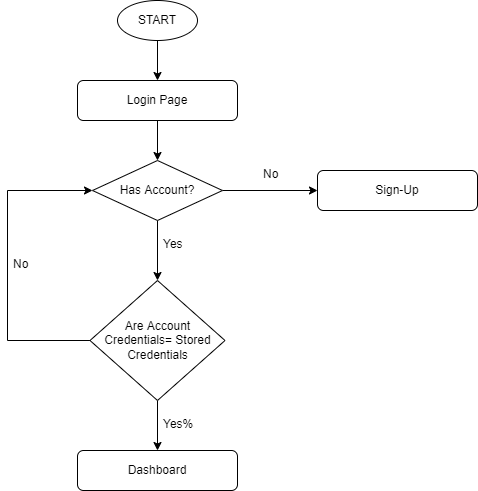 START
Login Page
Has Account?
No
Sign-Up
Yes
No
Are Account
Credentials= Stored
Credentials
Yes%
Dashboard